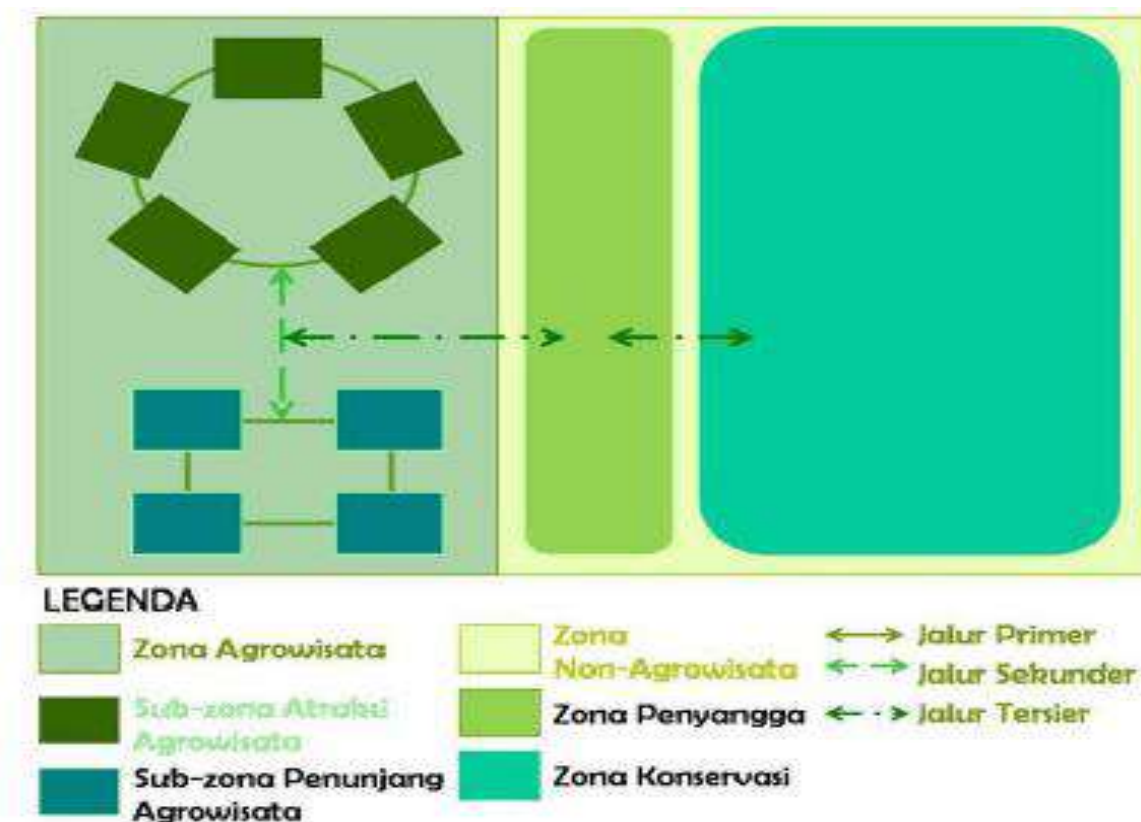 LEGENDA
Zona Agrowisata
Sub-zona Atraksi
Agrowisata
Sub-zona Penunjang
Agrowisata
Zona
Non-Agrowisata
Zona Penyangga
Zona Konservasi
Jalur Primer
Jalur Sekunder
Jalur Tersier